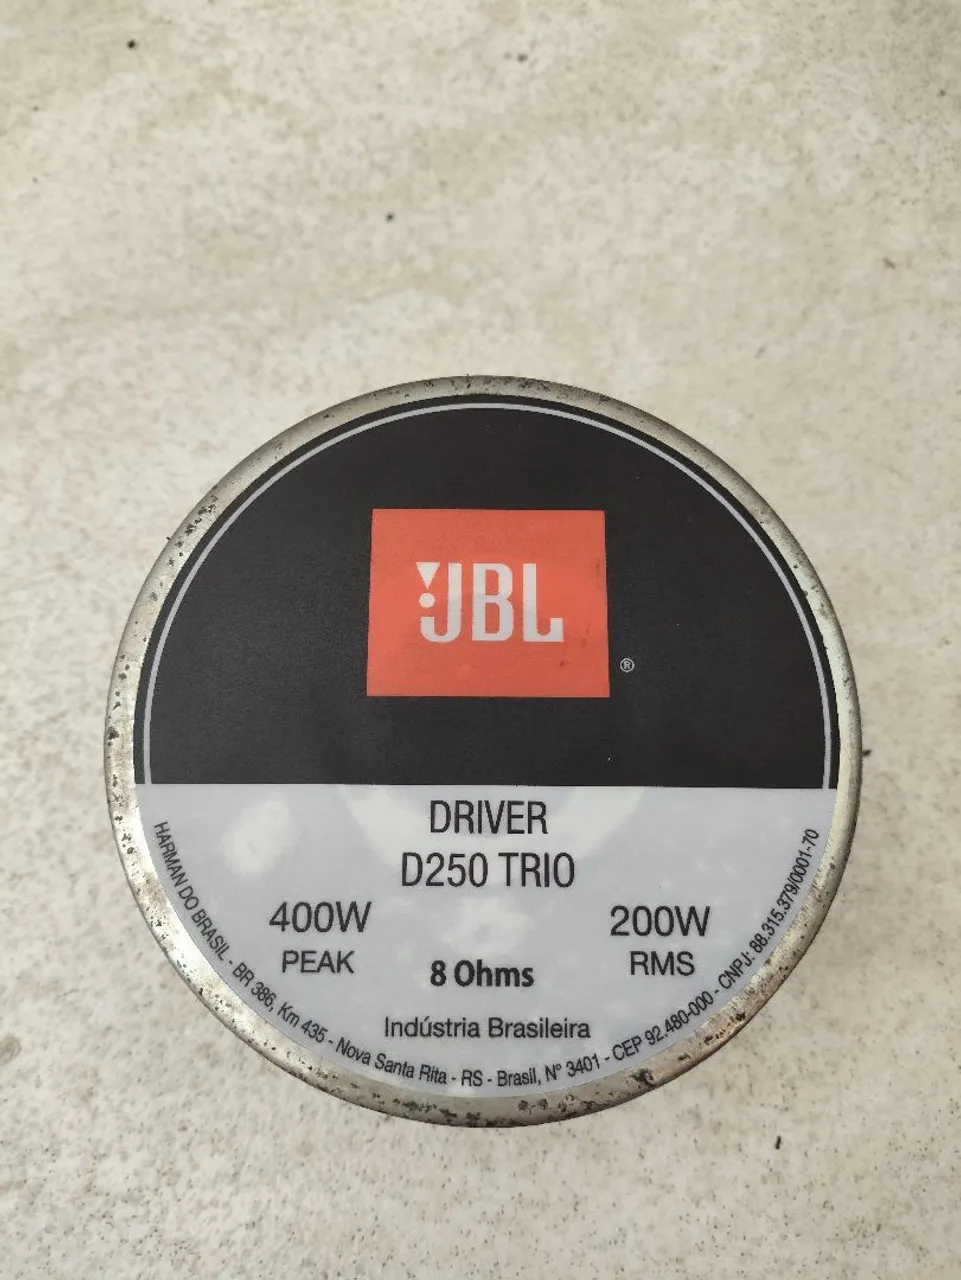 JBL
®
DRIVER
D250 TRIO
400W
PEAK
200W
RMS
8 Ohms
Indústria Brasileira
HARMAN DO BRASIL - BR 386, Km 435 - Nova Santa Rita - RS - Brasil, Nº 3401 - CEP 92.480-000 - CNPJ: 88.315.379/0001-70